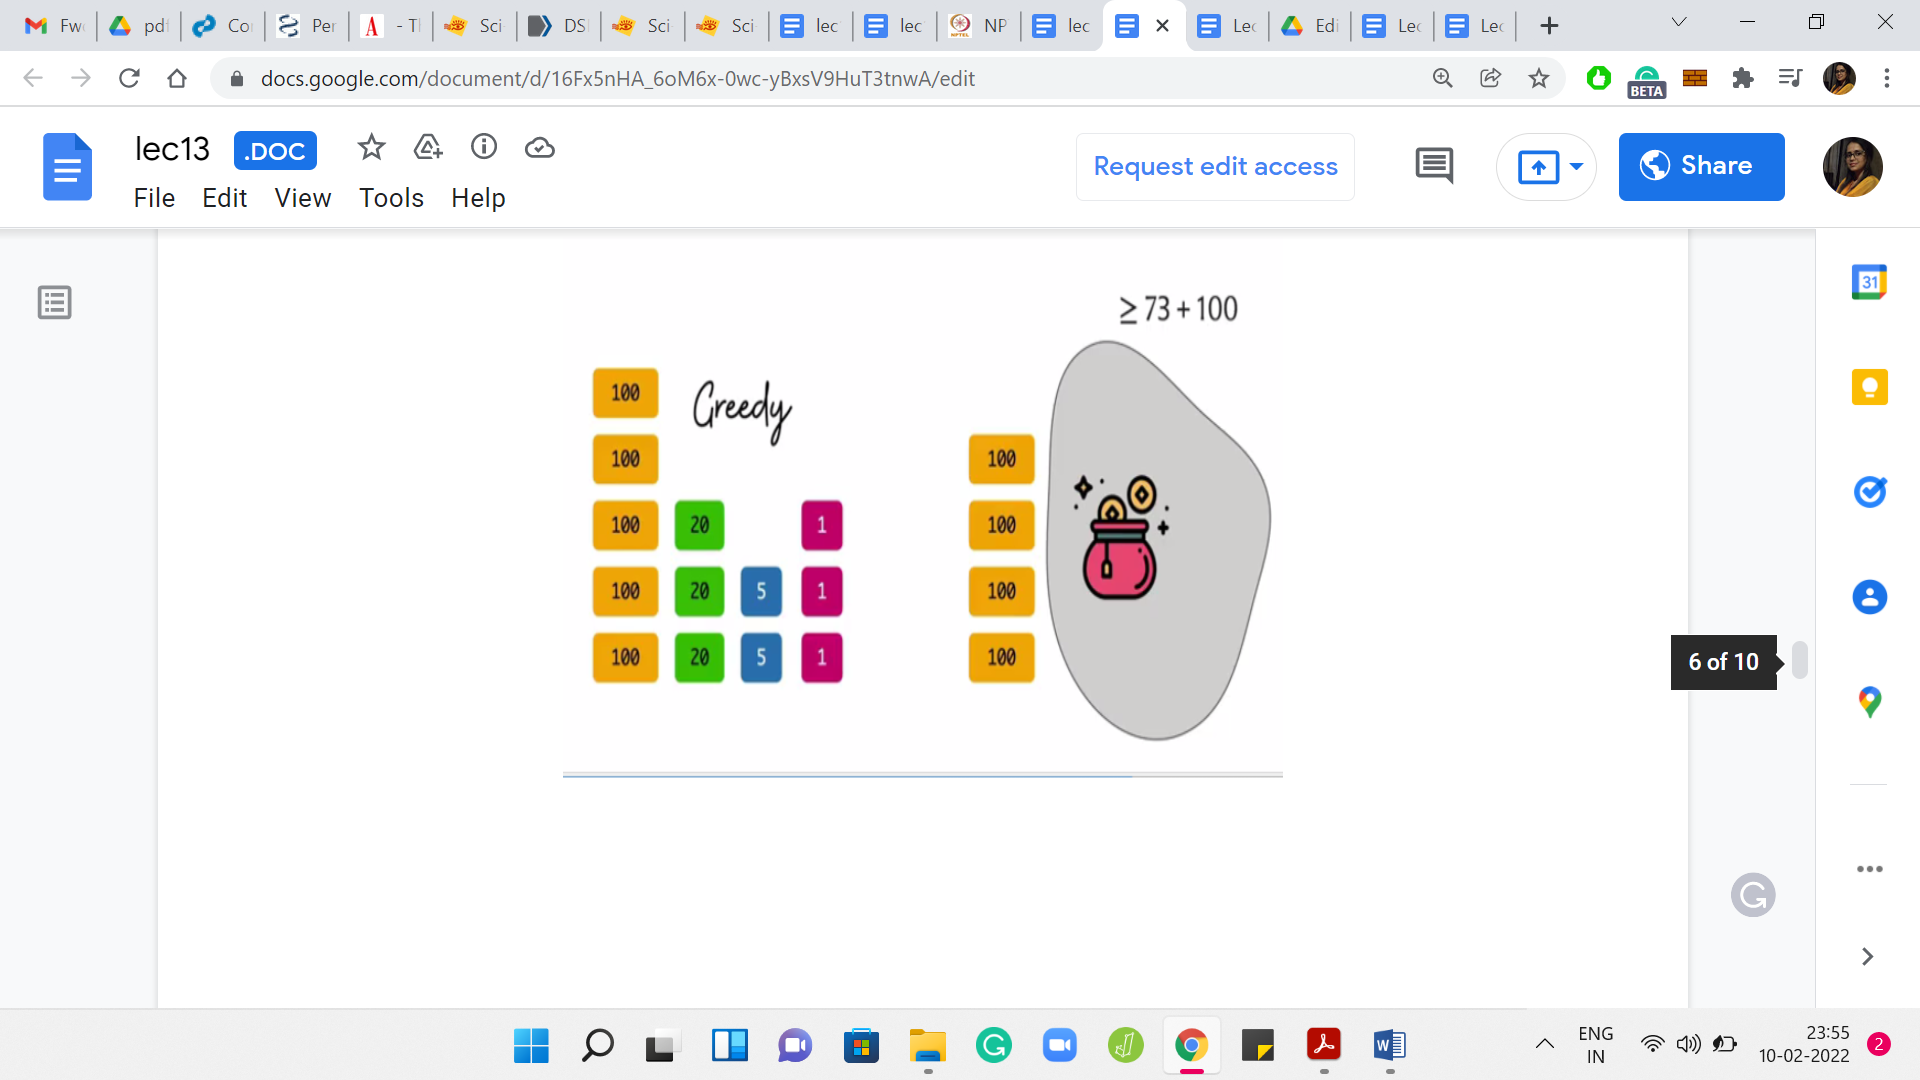 Fw
pdf
Co
Per
- Tl
Sci
DS
Sci
Sci
lec
lec
NP
lec
Lec
Edi
Lec
Lec
docs.google.com/document/d/16Fx5nHA_6oM6x-0wc-yBxsV9HuT3tnwA/edit
BETA
lec13 .DOC
Request edit access
Share
File Edit View Tools Help
31
≥ 73 + 100
100 Greedy
100 100
100 20 1 100
100 20 5 1 100
100 20 5 1 100
6 of 10
ENG
IN
23:55
10-02-2022
2